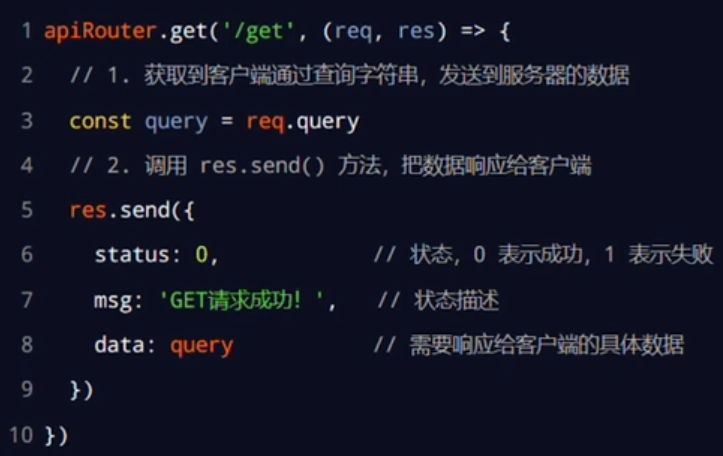 1 apiRouter.get('/get', (req, res) => {
2 // 1. 获取到客户端通过查询字符串，发送到服务器的数据
3 const query = req.query
4 // 2. 调用 res.send() 方法，把数据响应给客户端
5 res.send({
6 status: 0, // 状态，0 表示成功，1 表示失败
7 msg: 'GET请求成功！', // 状态描述
8 data: query // 需要响应给客户端的具体数据
9 })
10 })